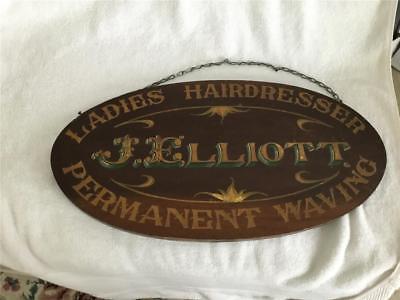 LADIES HAIRDRESSER
J. ELLIOTT
PERMANENT WAVING